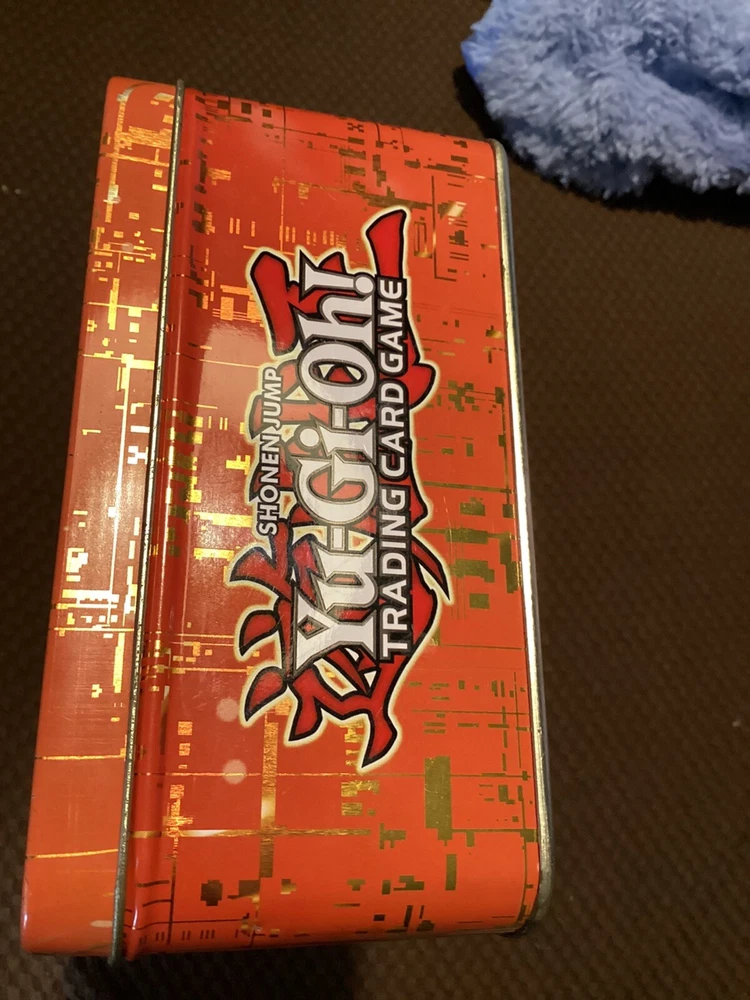 SHONEN JUMP
Yu-Gi-Oh!
TRADING CARD GAME